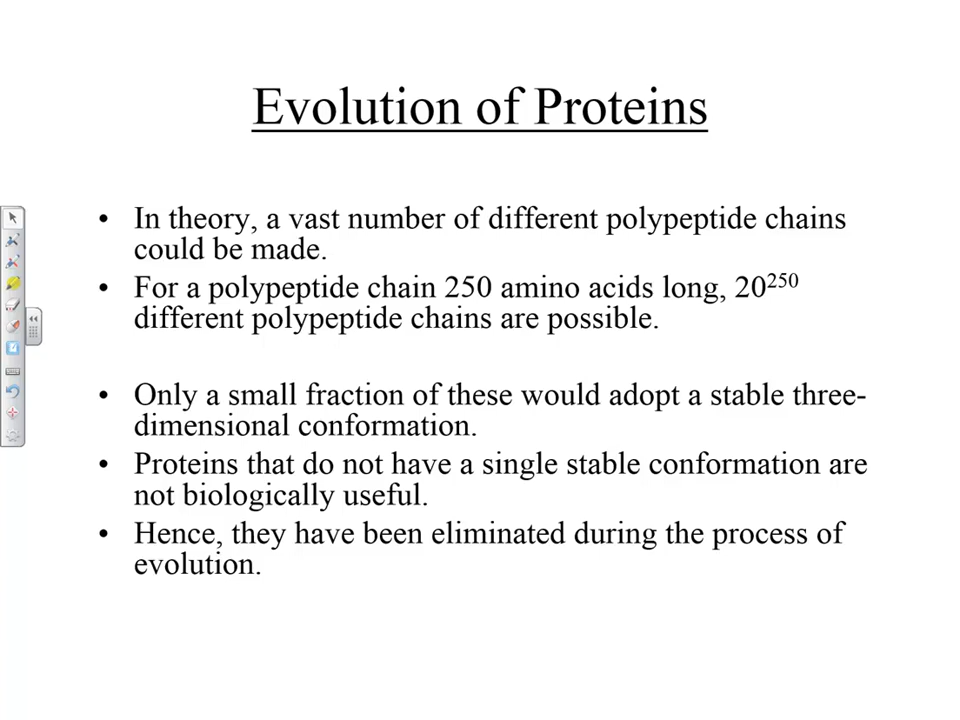 Evolution of Proteins
• In theory, a vast number of different polypeptide chains
could be made.
• For a polypeptide chain 250 amino acids long, 20²⁵⁰
different polypeptide chains are possible.
• Only a small fraction of these would adopt a stable three-
dimensional conformation.
• Proteins that do not have a single stable conformation are
not biologically useful.
• Hence, they have been eliminated during the process of
evolution.